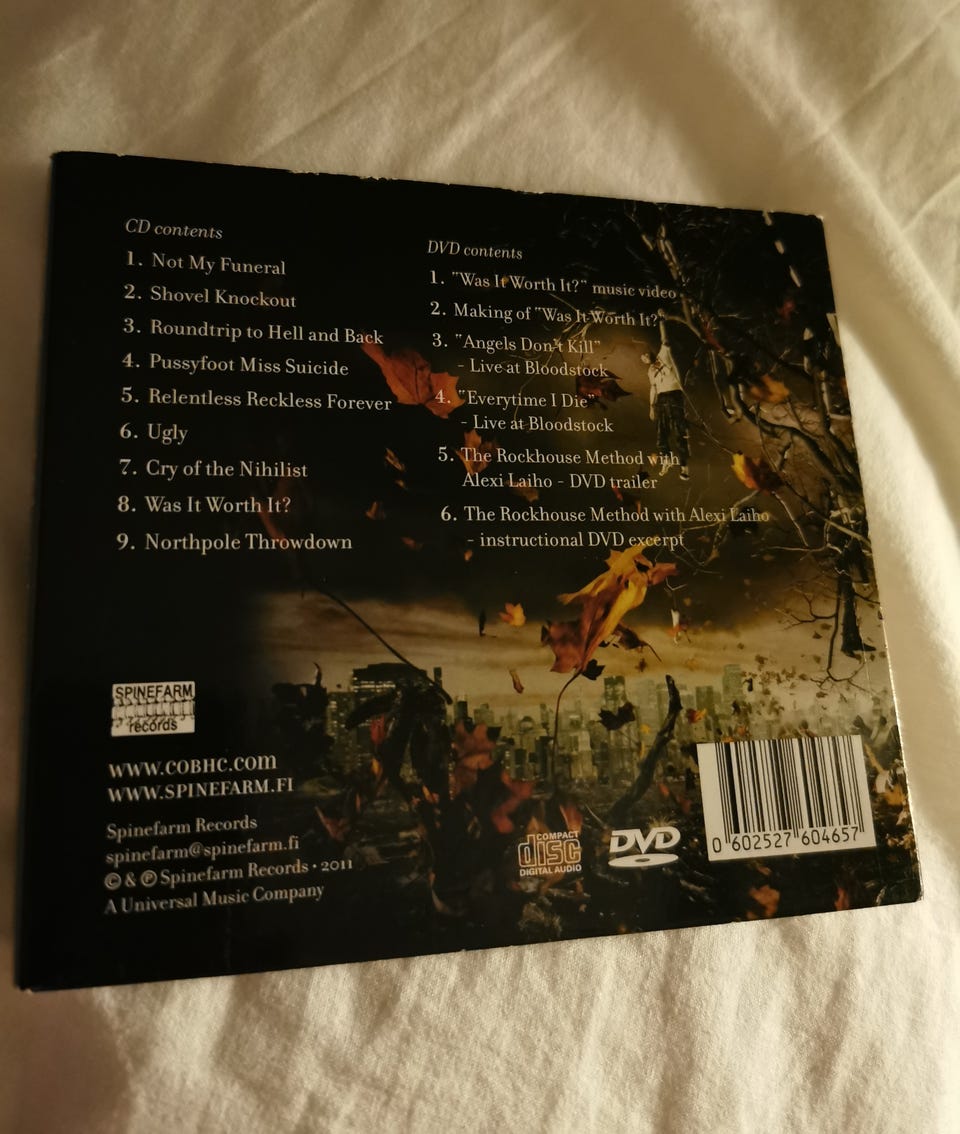 CD contents
1. Not My Funeral
2. Shovel Knockout
3. Roundtrip to Hell and Back
4. Pussyfoot Miss Suicide
5. Relentless Reckless Forever
6. Ugly
7. Cry of the Nihilist
8. Was It Worth It?
9. Northpole Throwdown
DVD contents
1. "Was It Worth It?" music video
2. Making of "Was It Worth It?"
3. "Angels Don't Kill"
- Live at Bloodstock
4. "Everytime I Die"
- Live at Bloodstock
5. The Rockhouse Method with
Alexi Laiho - DVD trailer
6. The Rockhouse Method with Alexi Laiho
- instructional DVD excerpt
SPINEFARM
records
WWW.COBHC.COM
WWW.SPINEFARM.FI
Spinefarm Records
spinefarm@spinefarm.fi
© & ℗ Spinefarm Records • 2011
A Universal Music Company
COMPACT
disc
DIGITAL AUDIO
DVD
0 602527 604657